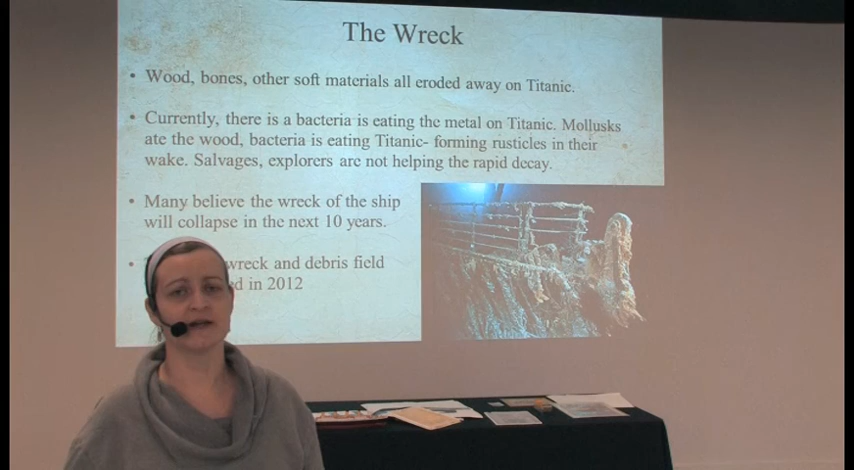 The Wreck
• Wood, bones, other soft materials all eroded away on Titanic.
• Currently, there is a bacteria is eating the metal on Titanic. Mollusks
ate the wood, bacteria is eating Titanic- forming rusticles in their
wake. Salvages, explorers are not helping the rapid decay.
• Many believe the wreck of the ship
will collapse in the next 10 years.
• wreck and debris field
in 2012